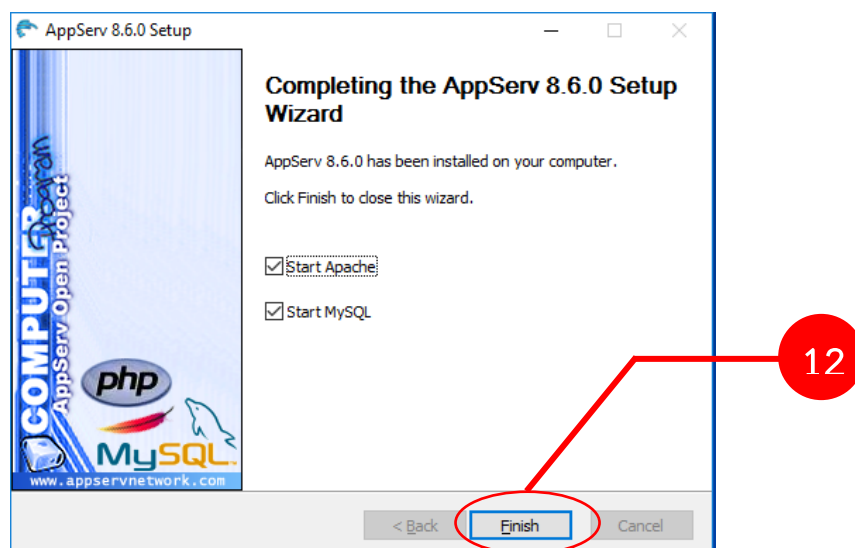 AppServ 8.6.0 Setup
Completing the AppServ 8.6.0 Setup
Wizard
AppServ 8.6.0 has been installed on your computer.
Click Finish to close this wizard.
Start Apache
Start MySQL
COMPUTER
Program
AppServ Open Project
php
MySQL
www.appservnetwork.com
< Back
Finish
Cancel
12